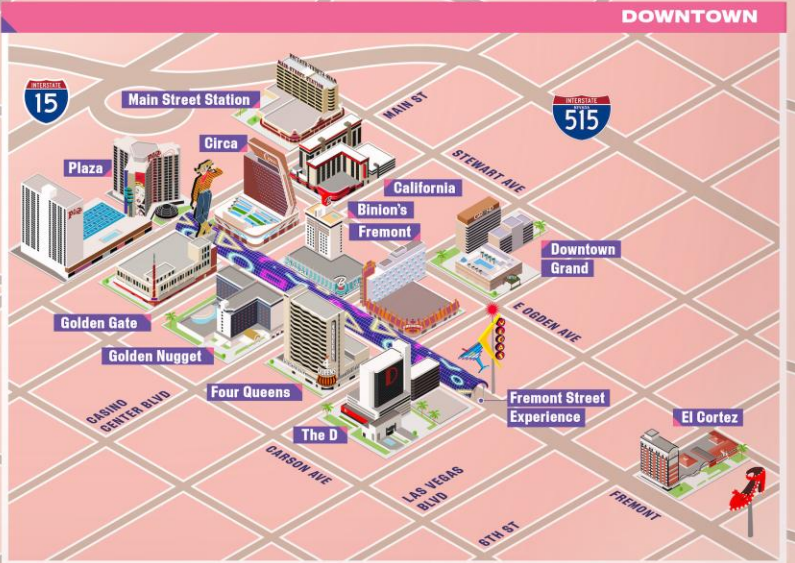 DOWNTOWN
INTERSTATE
15
Main Street Station
MAIN ST
INTERSTATE
NEVADA
515
Circa
STEWART AVE
Plaza
California
Binion's
Fremont
Downtown
Grand
Golden Gate
E OGDEN AVE
Golden Nugget
VEGAS
Four Queens
D
Fremont Street
Experience
CASINO
CENTER BLVD
The D
El Cortez
CARSON AVE
LAS VEGAS
BLVD
FREMONT
6TH ST